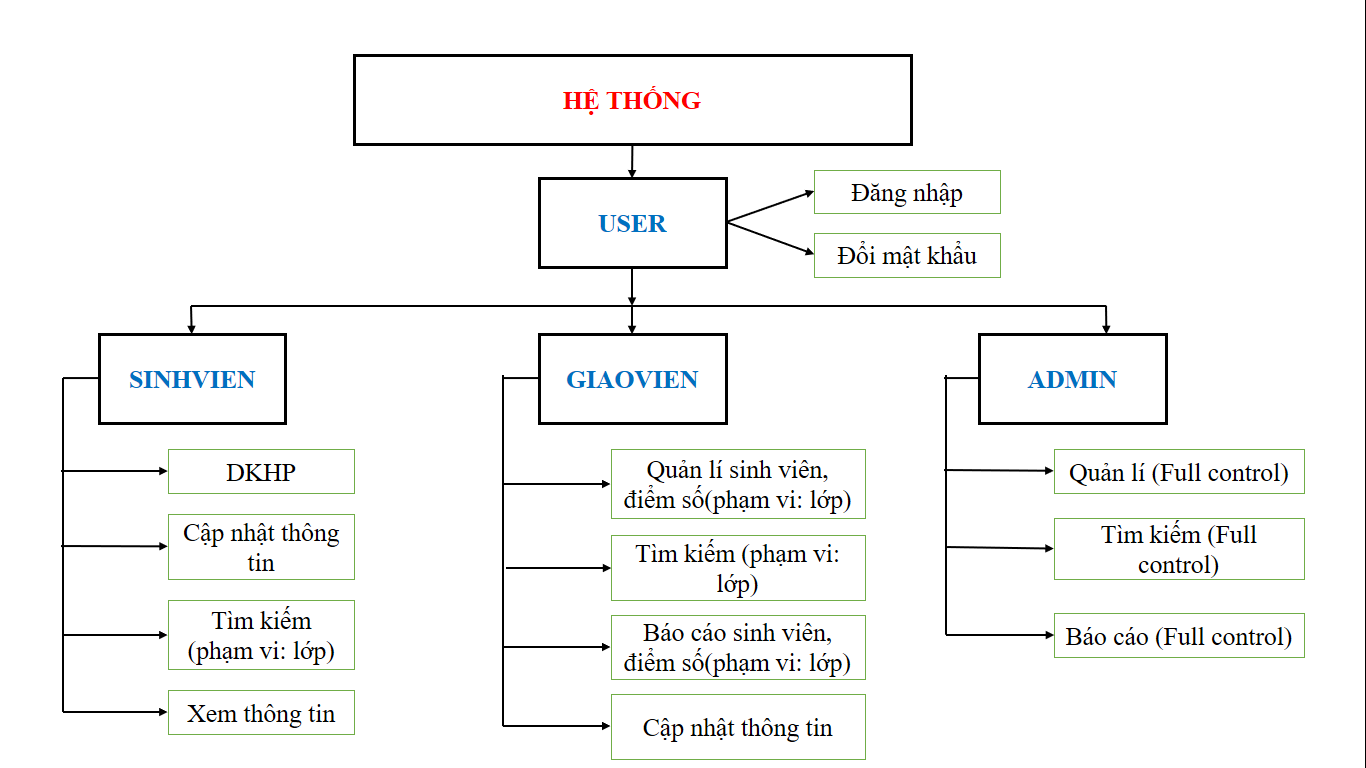 HỆ THỐNG
USER
Đăng nhập
Đổi mật khẩu
SINHVIEN
DKHP
Cập nhật thông
tin
Tìm kiếm
(phạm vi: lớp)
Xem thông tin
GIAOVIEN
Quản lí sinh viên,
điểm số(phạm vi: lớp)
Tìm kiếm (phạm vi:
lớp)
Báo cáo sinh viên,
điểm số(phạm vi: lớp)
Cập nhật thông tin
ADMIN
Quản lí (Full control)
Tìm kiếm (Full
control)
Báo cáo (Full control)